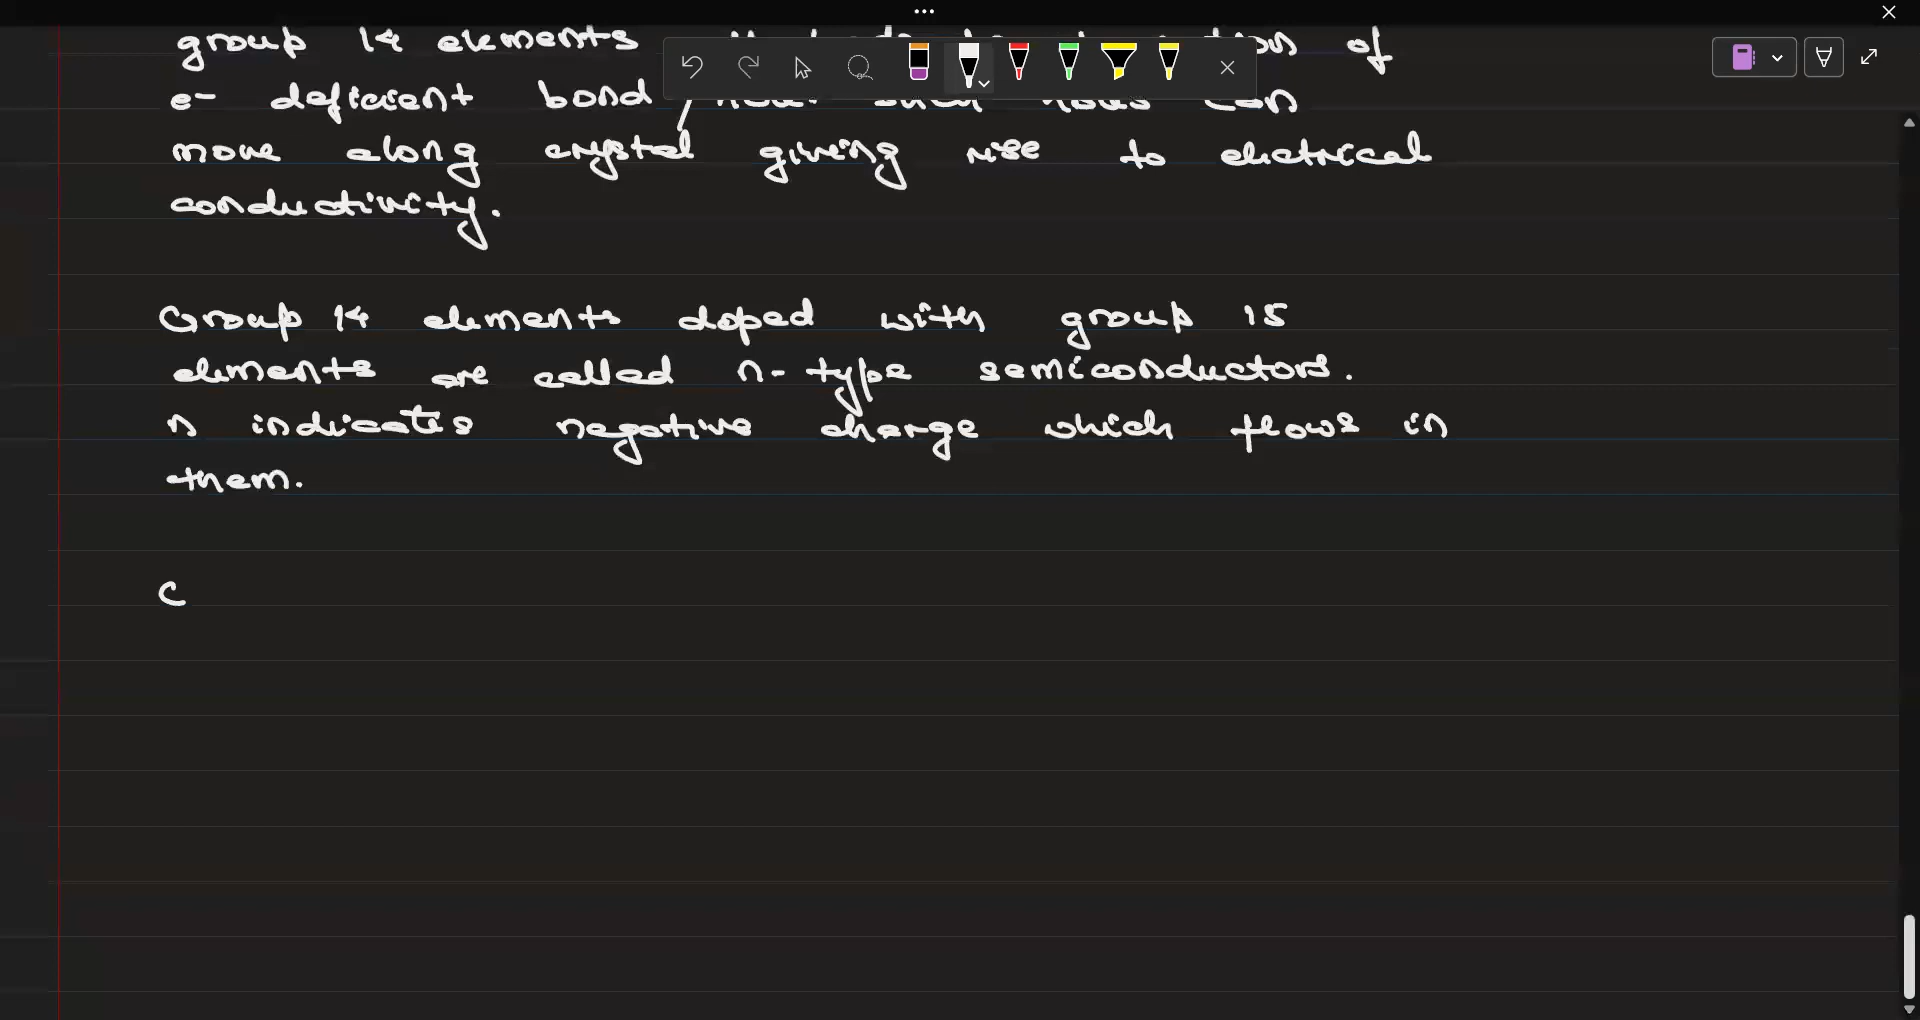 group 14 elements of
e- deficient bond / can
move along crystal giving rise to electrical
conductivity.
Group 14 elements doped with group 15
elements are called n-type semiconductors.
n indicates negative charge which flows in
them.
C